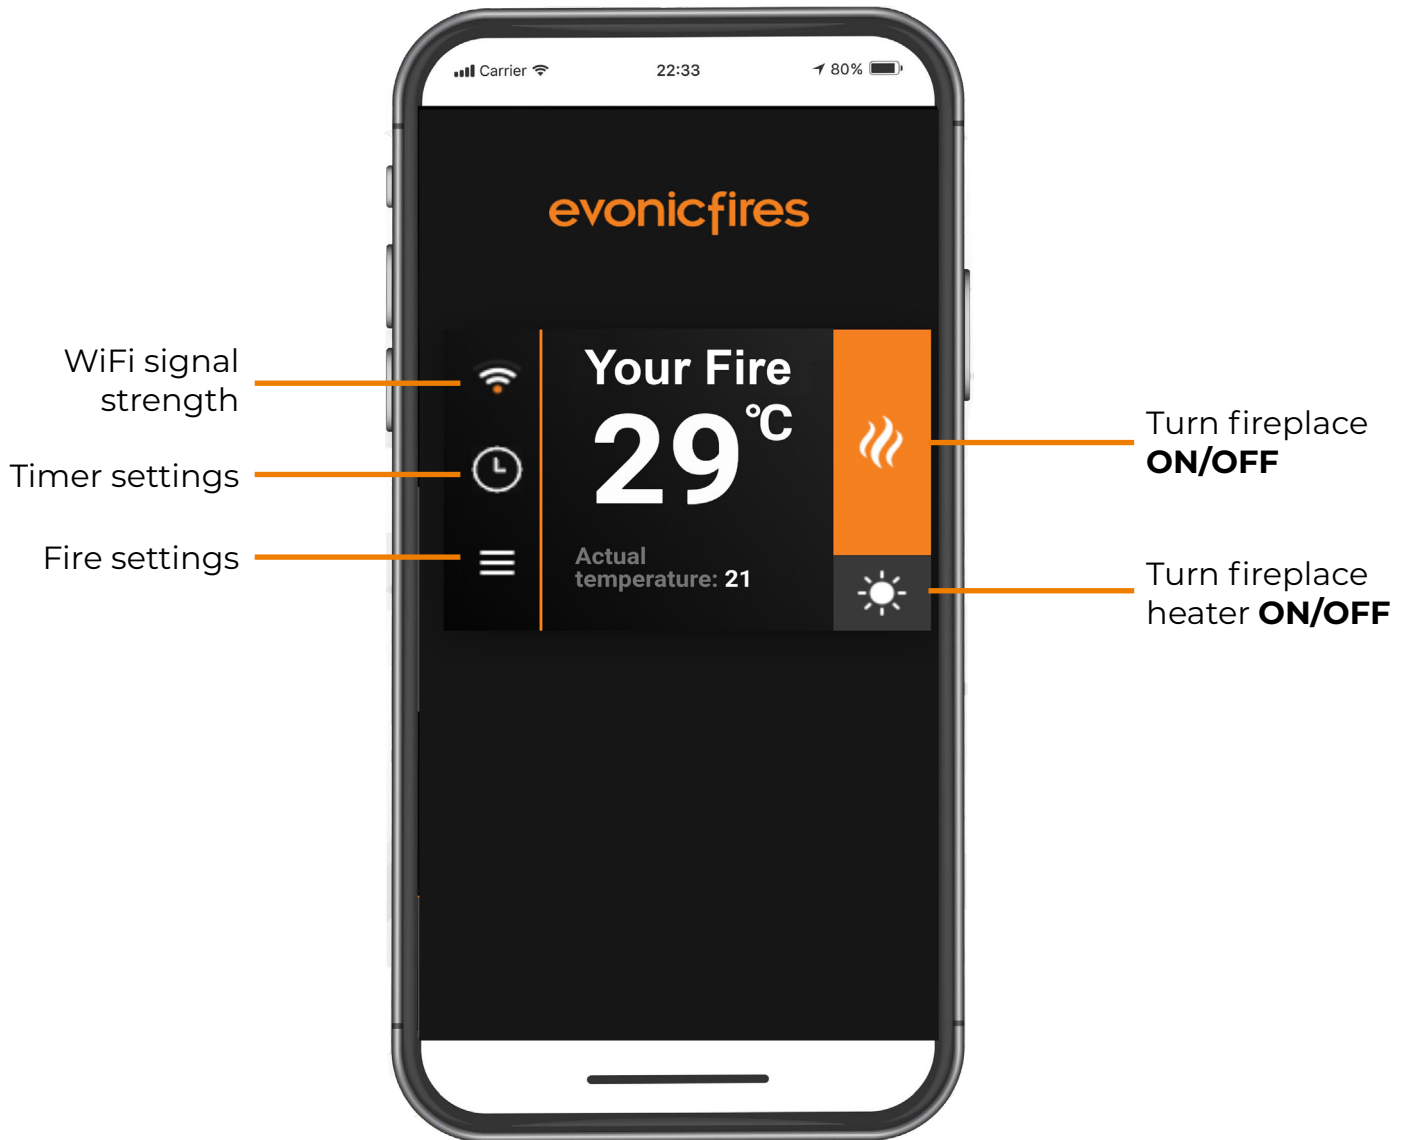 Carrier 22:33 80%
evonicfires
WiFi signal
strength
Timer settings
Fire settings
Your Fire
29°C
Actual
temperature: 21
Turn fireplace
ON/OFF
Turn fireplace
heater ON/OFF